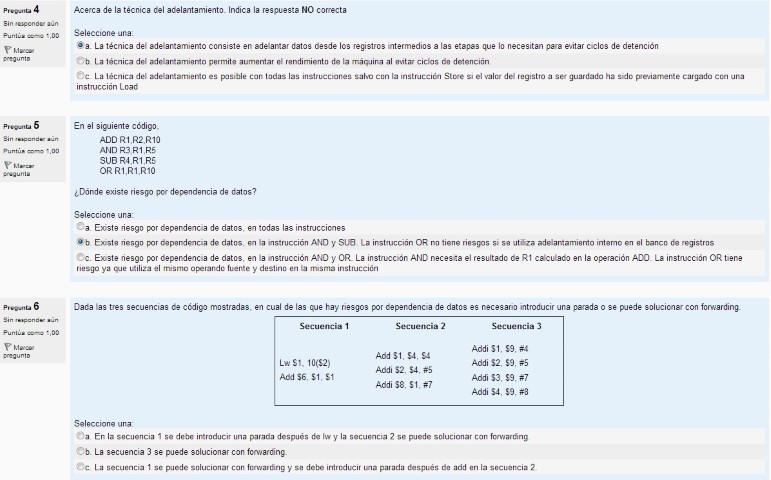 Pregunta 4
Sin responder aún
Puntúa como 1,00
Marcar
pregunta
Acerca de la técnica del adelantamiento. Indica la respuesta NO correcta
Seleccione una:
a. La técnica del adelantamiento consiste en adelantar datos desde los registros intermedios a las etapas que lo necesitan para evitar ciclos de detención
b. La técnica del adelantamiento permite aumentar el rendimiento de la máquina al evitar ciclos de detención.
c. La técnica del adelantamiento es posible con todas las instrucciones salvo con la instrucción Store si el valor del registro a ser guardado ha sido previamente cargado con una
instrucción Load
Pregunta 5
Sin responder aún
Puntúa como 1,00
Marcar
pregunta
En el siguiente código,
ADD R1,R2,R10
AND R3,R1,R5
SUB R4,R1,R5
OR R1,R1,R10
¿Dónde existe riesgo por dependencia de datos?
Seleccione una:
a. Existe riesgo por dependencia de datos, en todas las instrucciones
b. Existe riesgo por dependencia de datos, en la instrucción AND y SUB. La instrucción OR no tiene riesgos si se utiliza adelantamiento interno en el banco de registros
c. Existe riesgo por dependencia de datos, en la instrucción AND y OR. La instrucción AND necesita el resultado de R1 calculado en la operación ADD. La instrucción OR tiene
riesgo ya que utiliza el mismo operando fuente y destino en la misma instrucción
Pregunta 6
Sin responder aún
Puntúa como 1,00
Marcar
pregunta
Dada las tres secuencias de código mostradas, en cual de las que hay riesgos por dependencia de datos es necesario introducir una parada o se puede solucionar con forwarding.
Secuencia 1 Secuencia 2 Secuencia 3
Lw $1, 10($2)
Add $6, $1, $1
Add $1, $4, $4
Addi $2, $4, #5
Addi $8, $1, #7
Addi $1, $9, #4
Addi $2, $9, #5
Addi $3, $9, #7
Addi $4, $9, #8
Seleccione una:
a. En la secuencia 1 se debe introducir una parada después de lw y la secuencia 2 se puede solucionar con forwarding.
b. La secuencia 3 se puede solucionar con forwarding.
c. La secuencia 1 se puede solucionar con forwarding y se debe introducir una parada después de add en la secuencia 2.